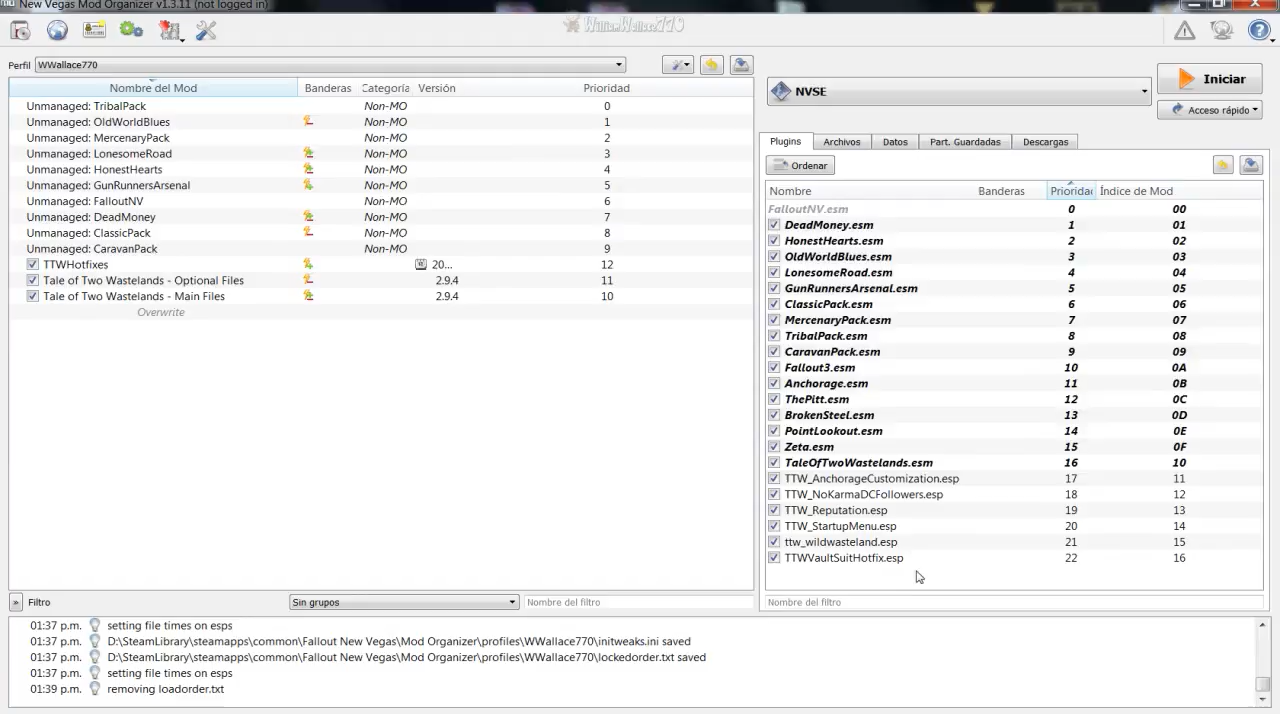 New Vegas Mod Organizer v1.3.11 (not logged in)
WilliamWallace770
Perfil WWallace770
Nombre del Mod Banderas Categoría Versión Prioridad
Unmanaged: TribalPack Non-MO 0
Unmanaged: OldWorldBlues Non-MO 1
Unmanaged: MercenaryPack Non-MO 2
Unmanaged: LonesomeRoad Non-MO 3
Unmanaged: HonestHearts Non-MO 4
Unmanaged: GunRunnersArsenal Non-MO 5
Unmanaged: FalloutNV Non-MO 6
Unmanaged: DeadMoney Non-MO 7
Unmanaged: ClassicPack Non-MO 8
Unmanaged: CaravanPack Non-MO 9
TTWHotfixes 20... 12
Tale of Two Wastelands - Optional Files 2.9.4 11
Tale of Two Wastelands - Main Files 2.9.4 10
Overwrite
» Filtro Sin grupos Nombre del filtro
NVSE
Iniciar
Acceso rápido
Plugins Archivos Datos Part. Guardadas Descargas
Ordenar
Nombre Banderas Prioridad Índice de Mod
FalloutNV.esm 0 00
DeadMoney.esm 1 01
HonestHearts.esm 2 02
OldWorldBlues.esm 3 03
LonesomeRoad.esm 4 04
GunRunnersArsenal.esm 5 05
ClassicPack.esm 6 06
MercenaryPack.esm 7 07
TribalPack.esm 8 08
CaravanPack.esm 9 09
Fallout3.esm 10 0A
Anchorage.esm 11 0B
ThePitt.esm 12 0C
BrokenSteel.esm 13 0D
PointLookout.esm 14 0E
Zeta.esm 15 0F
TaleOfTwoWastelands.esm 16 10
TTW_AnchorageCustomization.esp 17 11
TTW_NoKarmaDCFollowers.esp 18 12
TTW_Reputation.esp 19 13
TTW_StartupMenu.esp 20 14
ttw_wildwasteland.esp 21 15
TTWVaultSuitHotfix.esp 22 16
Nombre del filtro
01:37 p.m. setting file times on esps
01:37 p.m. D:\SteamLibrary\steamapps\common\Fallout New Vegas\Mod Organizer\profiles\WWallace770\initweaks.ini saved
01:37 p.m. D:\SteamLibrary\steamapps\common\Fallout New Vegas\Mod Organizer\profiles\WWallace770\lockedorder.txt saved
01:37 p.m. setting file times on esps
01:39 p.m. removing loadorder.txt